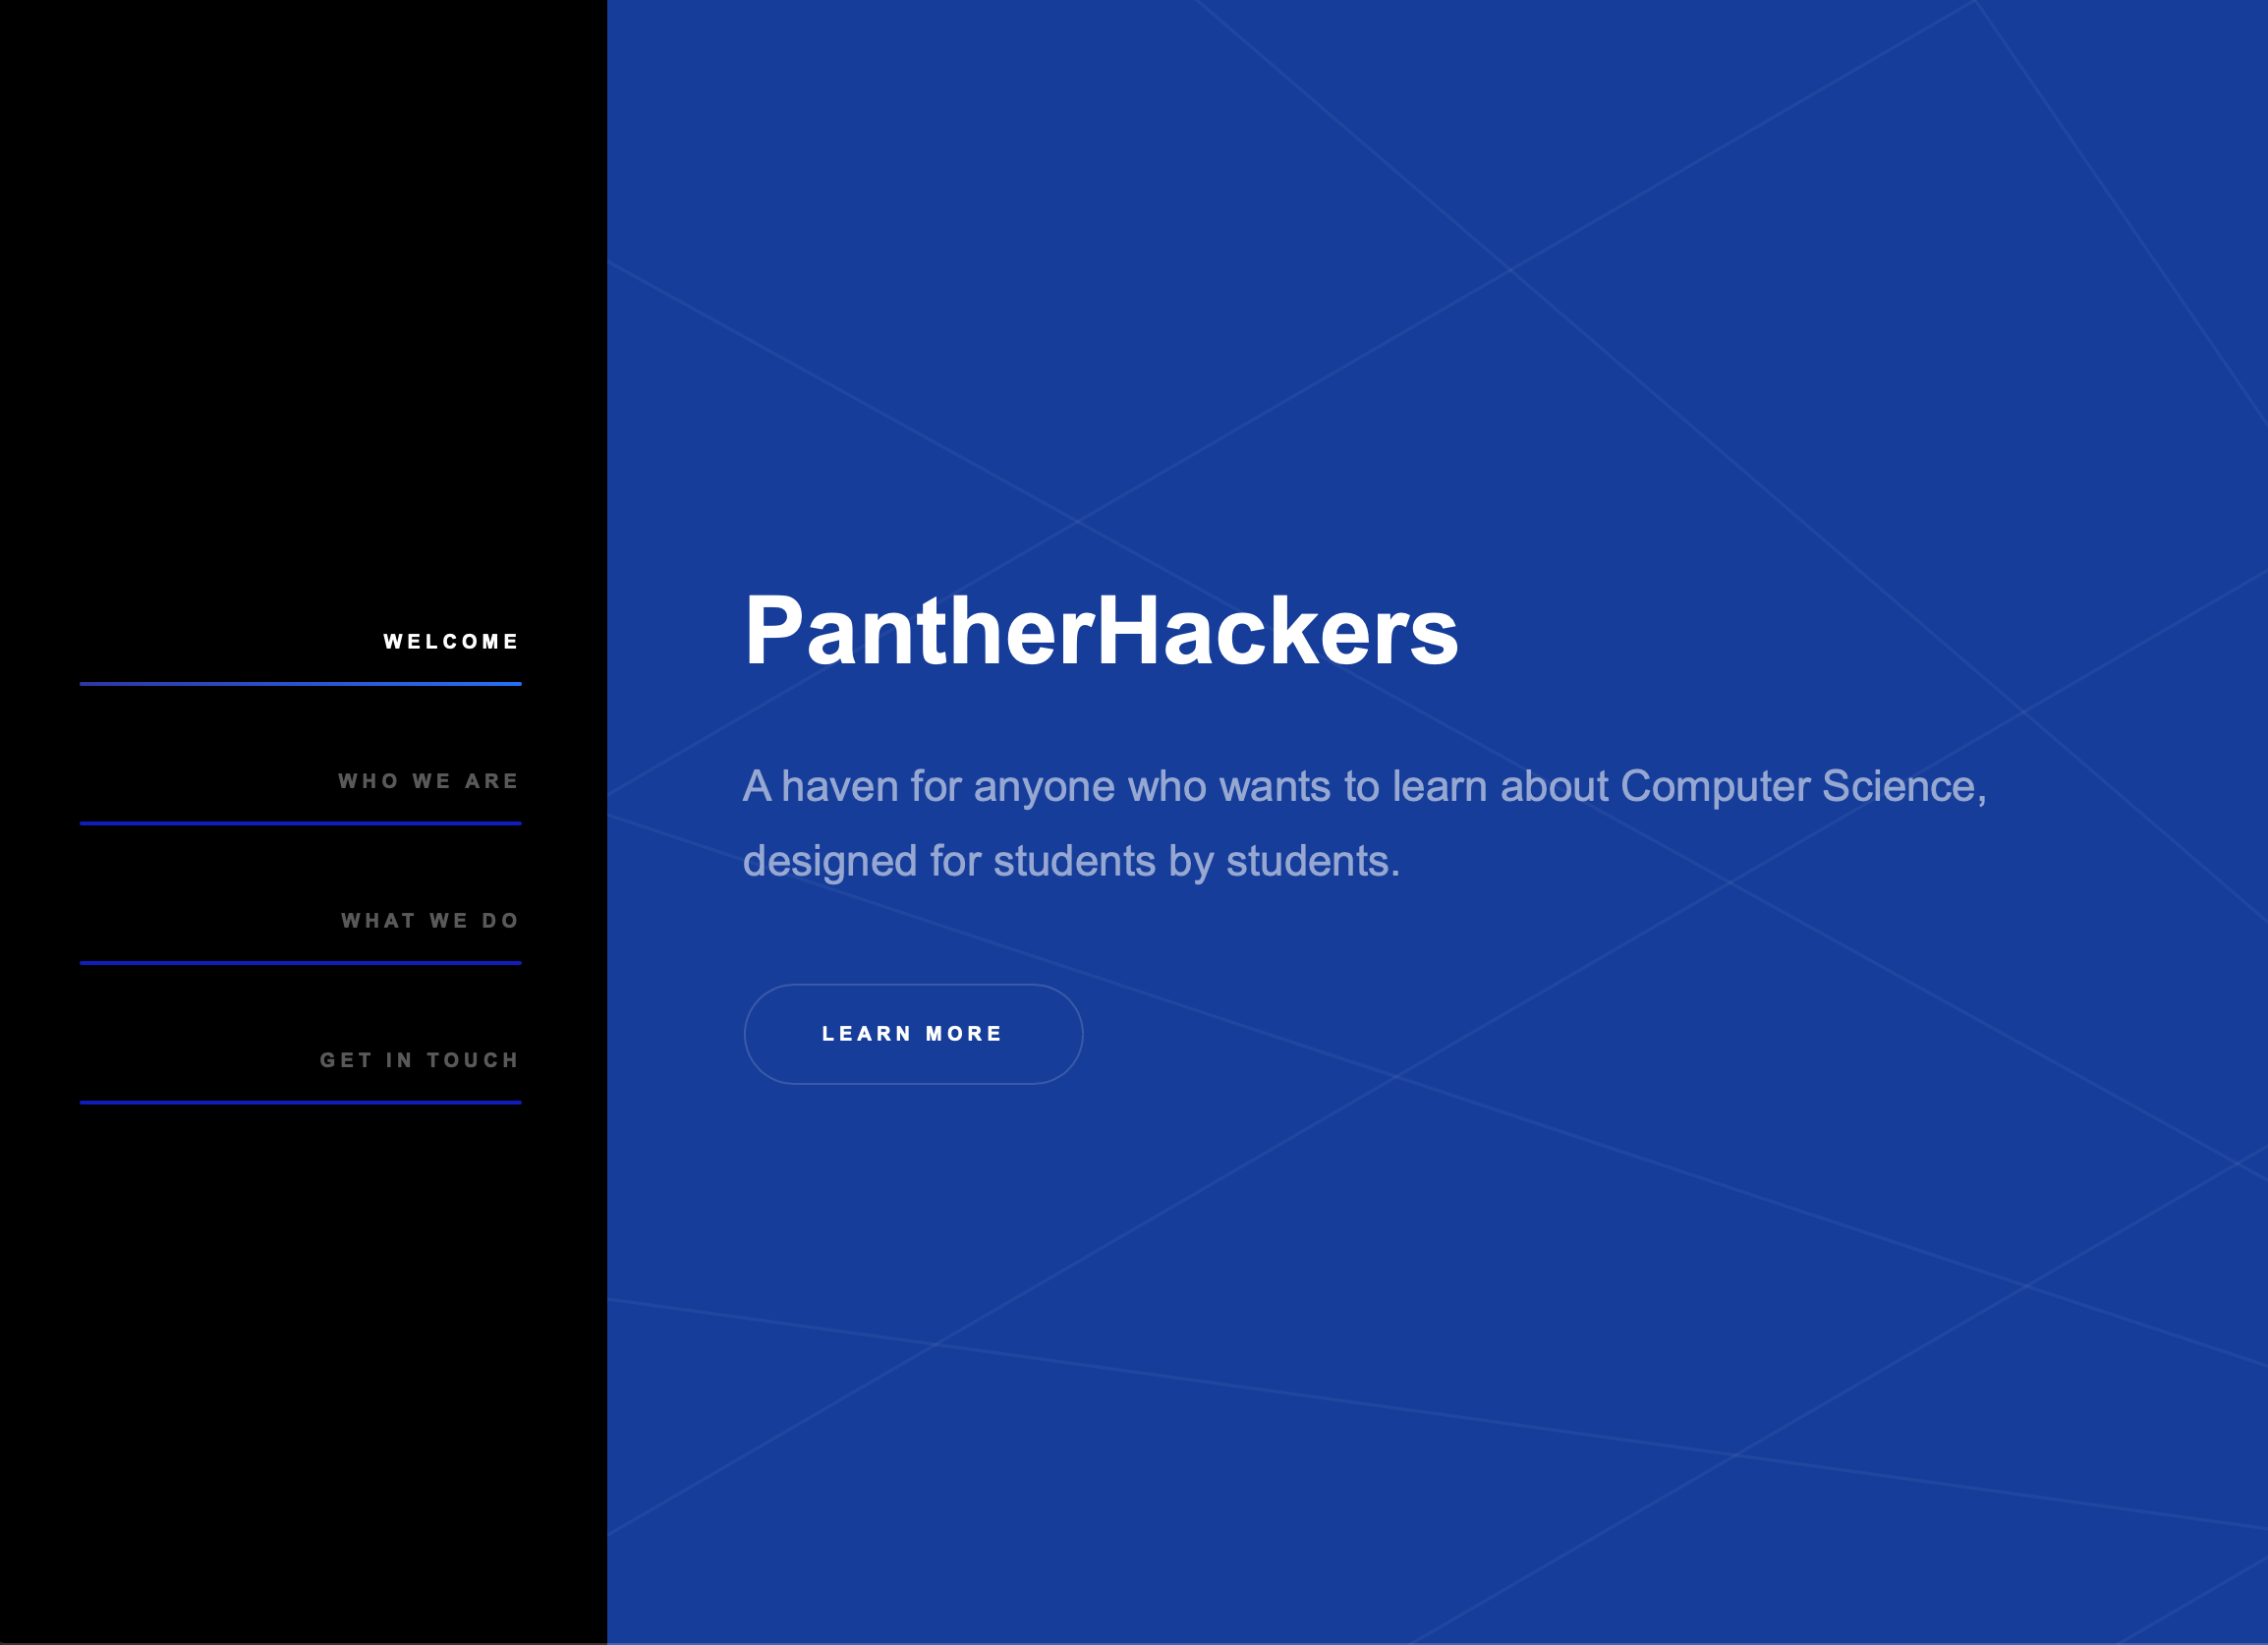 WELCOME
WHO WE ARE
WHAT WE DO
GET IN TOUCH
PantherHackers
A haven for anyone who wants to learn about Computer Science,
designed for students by students.
LEARN MORE